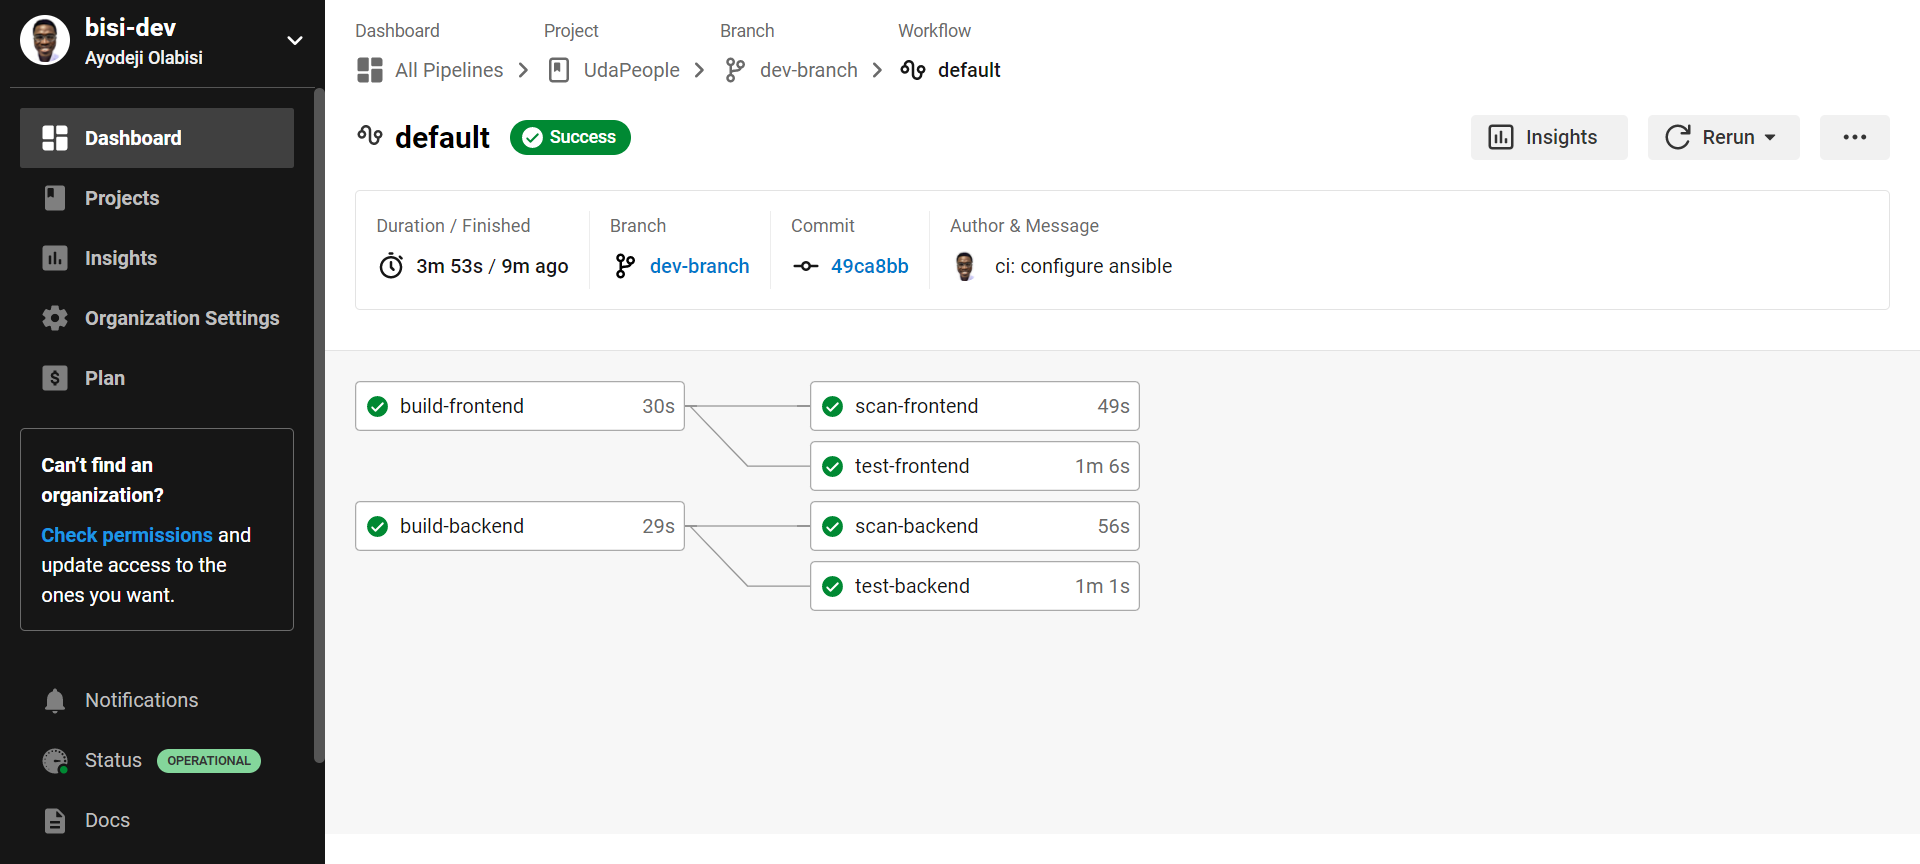 bisi-dev
Ayodeji Olabisi
Dashboard
Projects
Insights
Organization Settings
Plan
Can’t find an
organization?
Check permissions and
update access to the
ones you want.
Notifications
Status OPERATIONAL
Docs
Dashboard Project Branch Workflow
All Pipelines UdaPeople dev-branch default
default Success
Insights Rerun
Duration / Finished Branch Commit Author & Message
3m 53s / 9m ago dev-branch 49ca8bb ci: configure ansible
build-frontend 30s scan-frontend 49s
test-frontend 1m 6s
build-backend 29s scan-backend 56s
test-backend 1m 1s